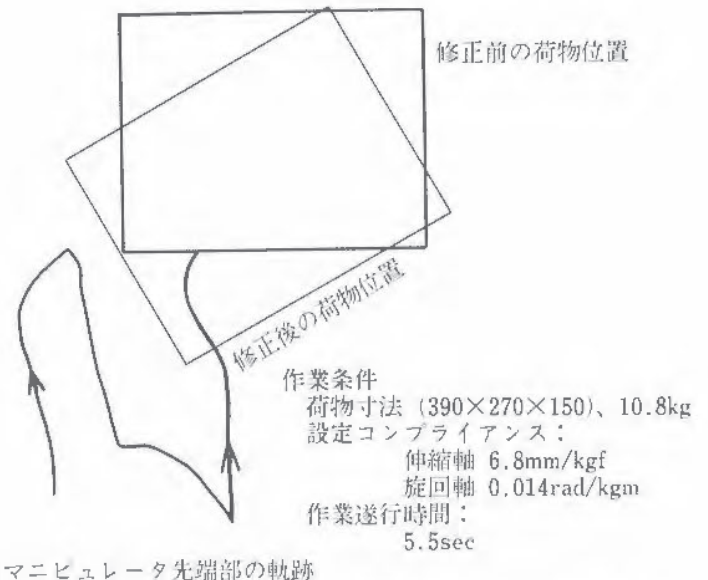 修正前の荷物位置
修正後の荷物位置
作業条件
荷物寸法 (390×270×150)、10.8kg
設定コンプライアンス：
伸縮軸 6.8mm/kgf
旋回軸 0.014rad/kgm
作業遂行時間：
5.5sec
マニピュレータ先端部の軌跡